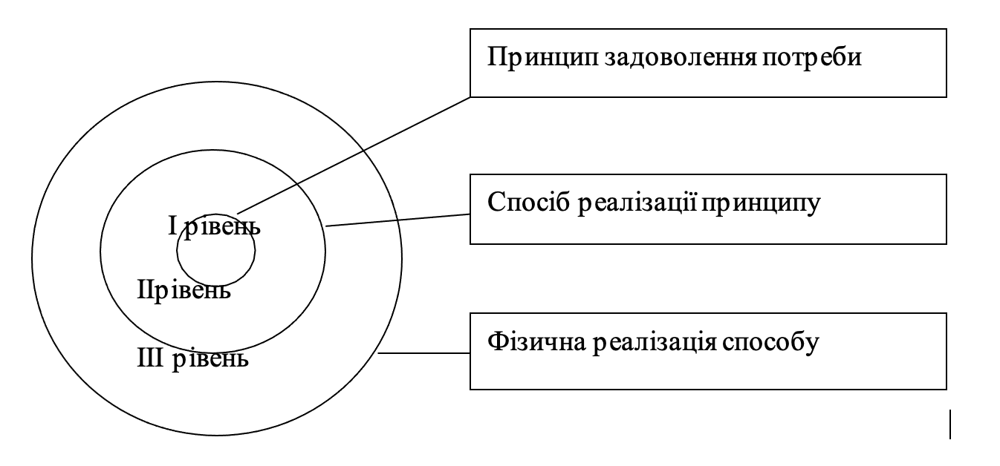 Принцип задоволення потреби
Спосіб реалізації принципу
І рівень
ІІрівень
Фізична реалізація способу
ІІІ рівень